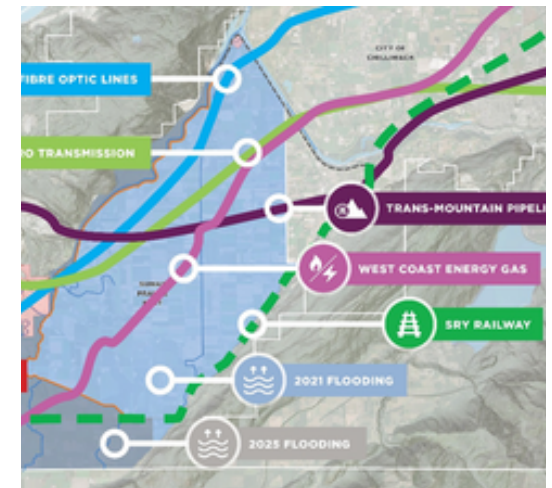 CITY OF
CHILLIWACK
FIBRE OPTIC LINES
RO TRANSMISSION
TRANS-MOUNTAIN PIPELI
WEST COAST ENERGY GAS
SRY RAILWAY
2021 FLOODING
2025 FLOODING